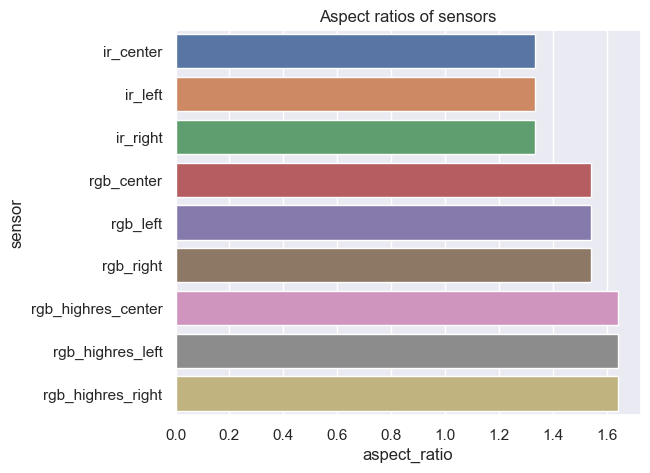 Aspect ratios of sensors
ir_center
ir_left
ir_right
rgb_center
rgb_left
rgb_right
rgb_highres_center
rgb_highres_left
rgb_highres_right
sensor
0.0 0.2 0.4 0.6 0.8 1.0 1.2 1.4 1.6
aspect_ratio